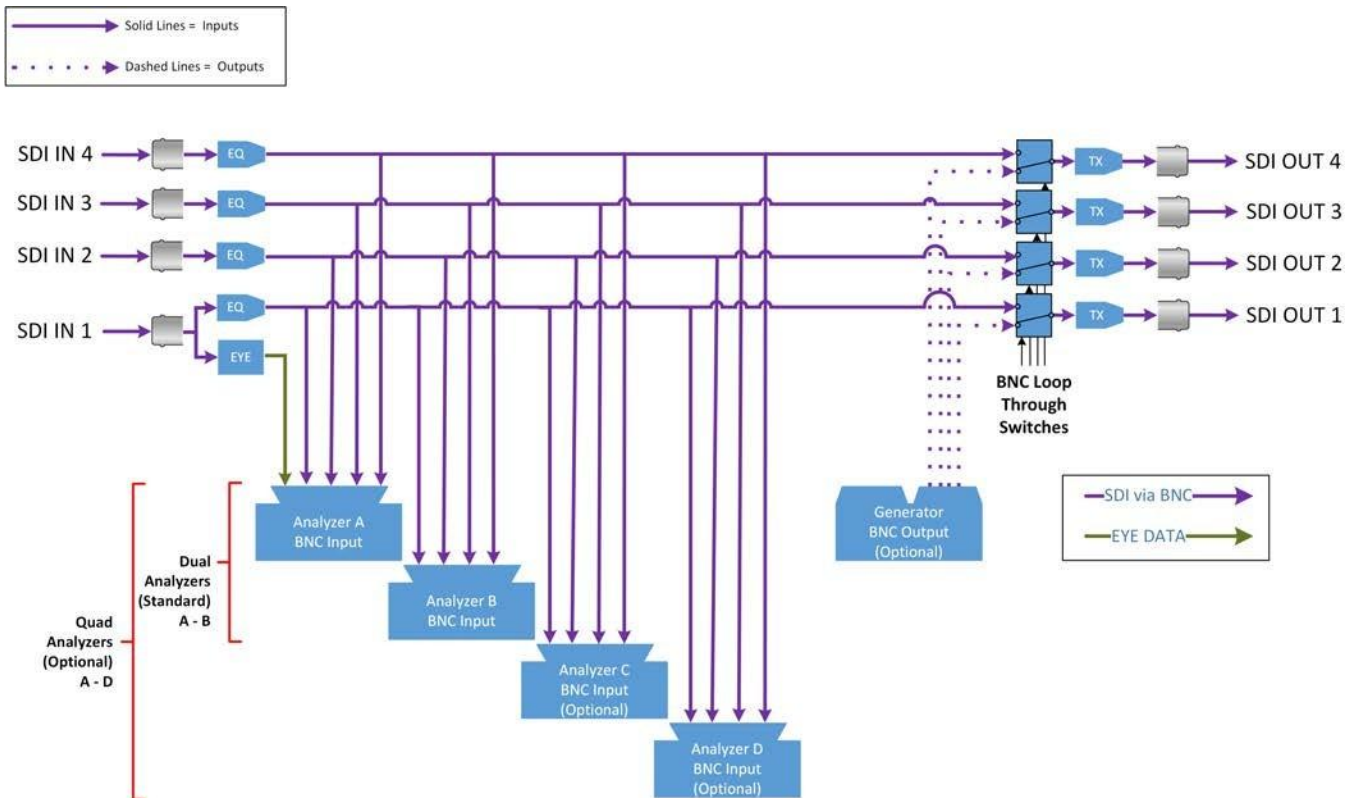 Solid Lines = Inputs
Dashed Lines = Outputs
SDI IN 4
EQ
TX
SDI OUT 4
SDI IN 3
EQ
TX
SDI OUT 3
SDI IN 2
EQ
TX
SDI OUT 2
SDI IN 1
EQ
EYE
TX
SDI OUT 1
BNC Loop
Through
Switches
Analyzer A
BNC Input
Generator
BNC Output
(Optional)
SDI via BNC
EYE DATA
Dual
Analyzers
(Standard)
A - B
Analyzer B
BNC Input
Quad
Analyzers
(Optional)
A - D
Analyzer C
BNC Input
(Optional)
Analyzer D
BNC Input
(Optional)